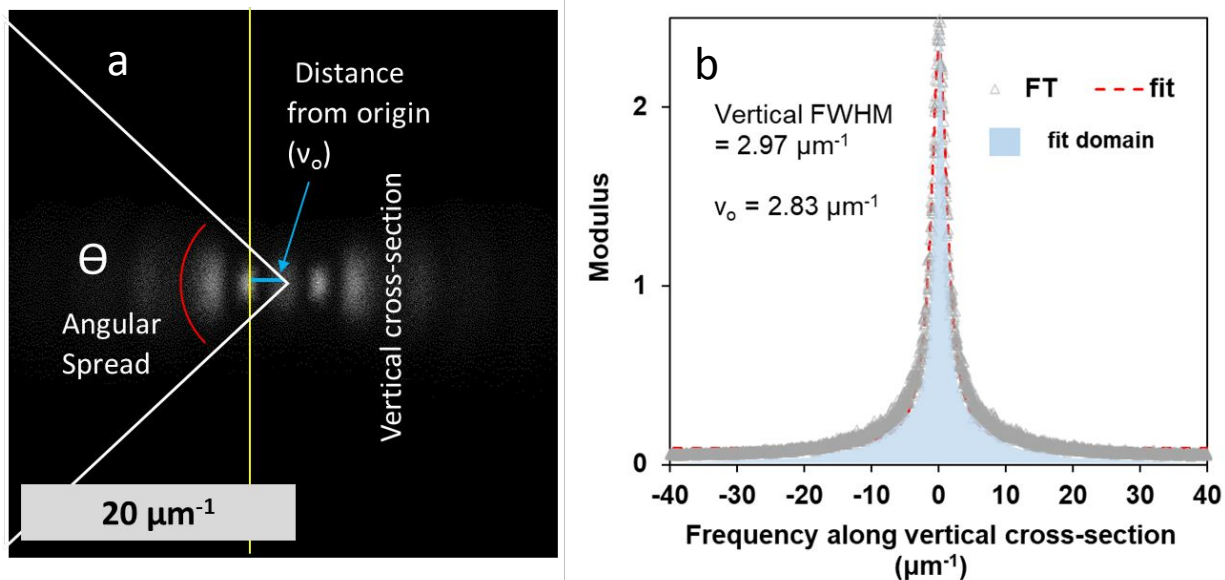 a
Distance
from origin
(ν₀)
Vertical cross-section
Ɵ
Angular
Spread
20 µm⁻¹
b
Modulus
2
1
0
FT
fit
fit domain
Vertical FWHM
= 2.97 µm⁻¹
ν₀ = 2.83 µm⁻¹
-40 -30 -20 -10 0 10 20 30 40
Frequency along vertical cross-section
(µm⁻¹)